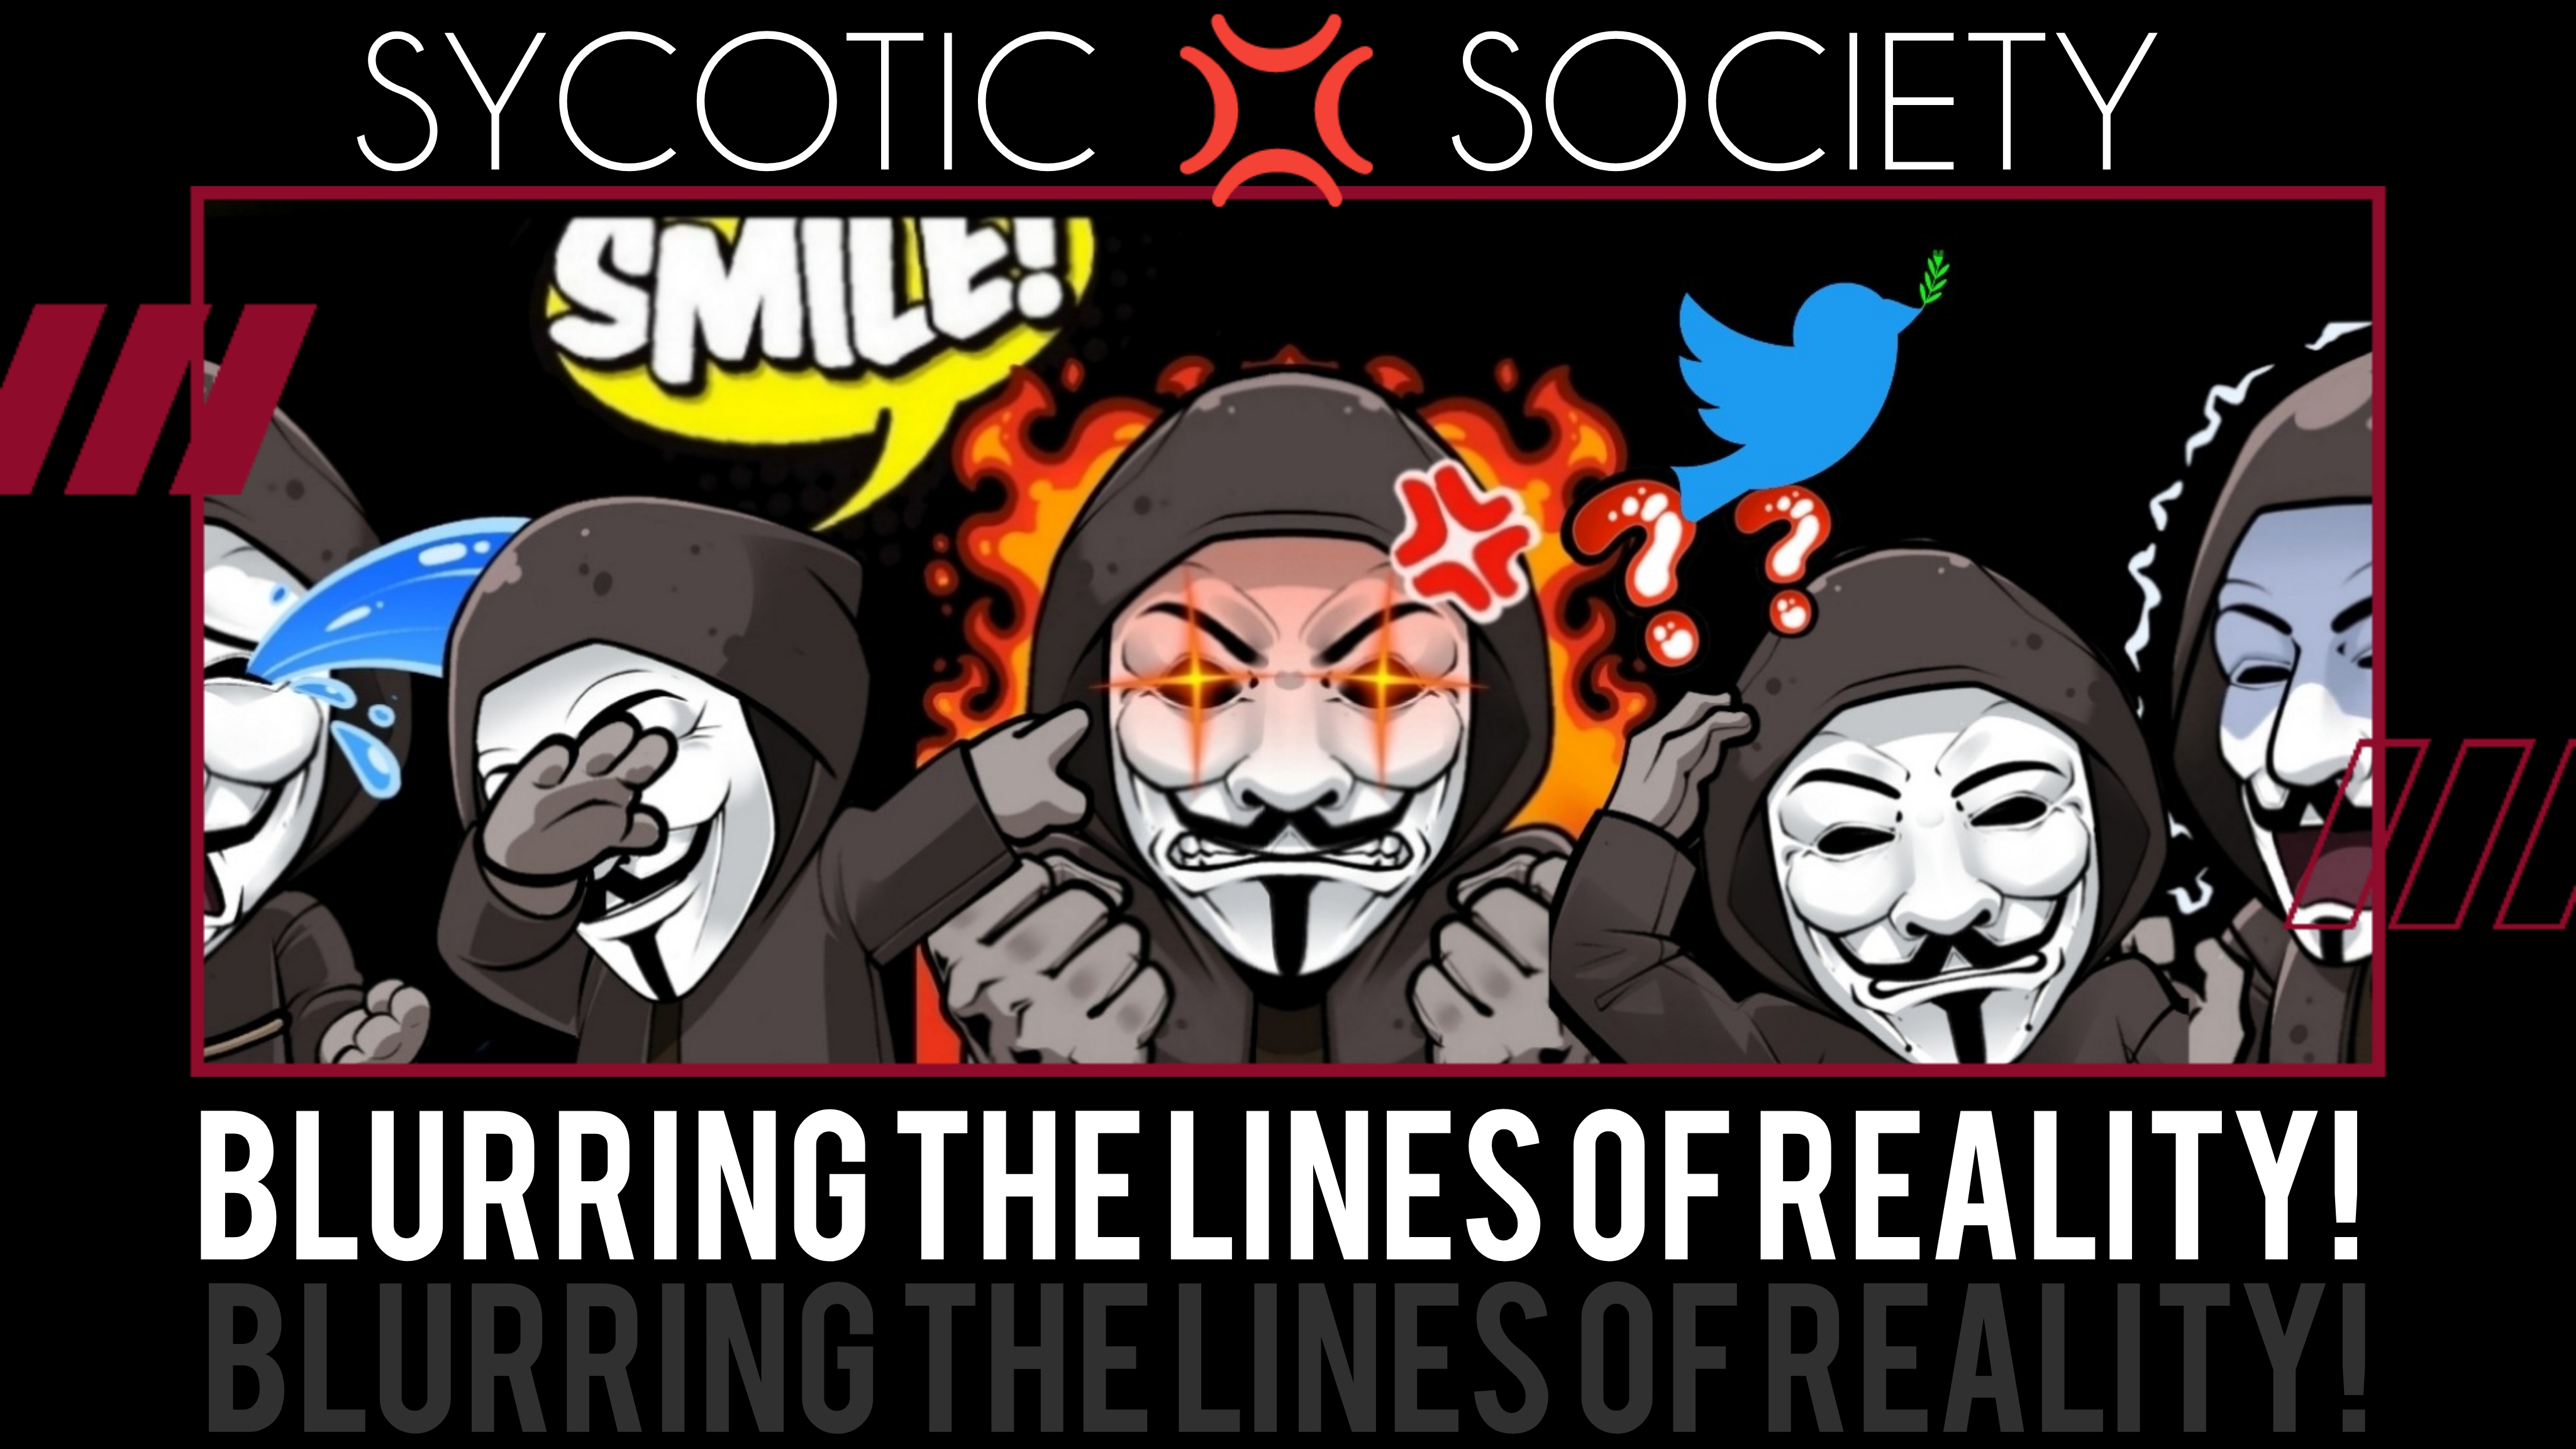 SYCOTIC 💢 SOCIETY
SMILE!
??
BLURRING THE LINES OF REALITY!
BLURRING THE LINES OF REALITY!